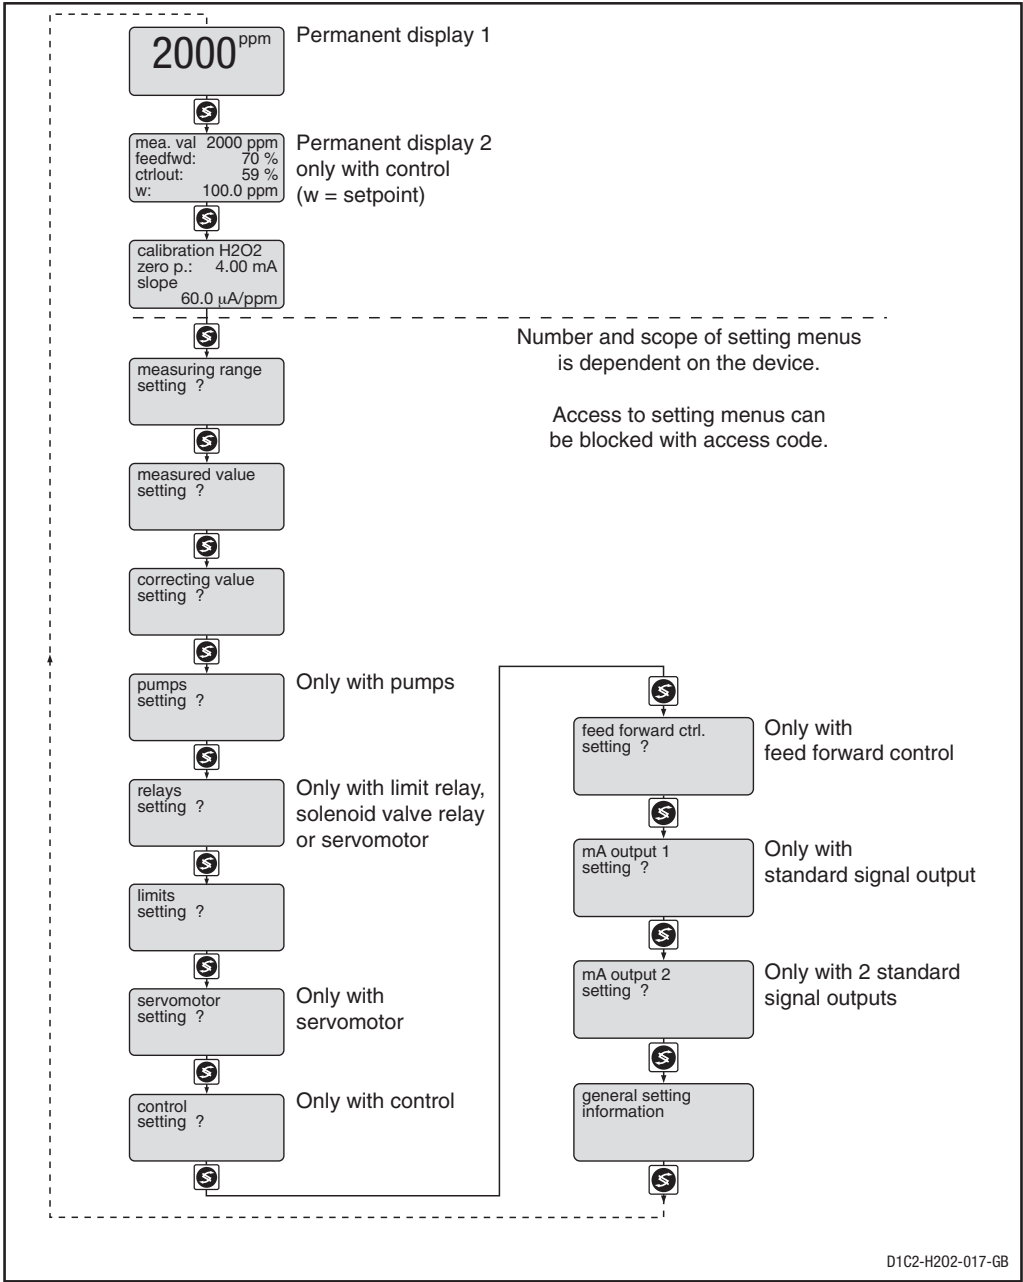 2000 ppm
Permanent display 1
mea. val 2000 ppm
feedfwd: 70 %
ctrlout: 59 %
w: 100.0 ppm
Permanent display 2
only with control
(w = setpoint)
calibration H2O2
zero p.: 4.00 mA
slope
60.0 µA/ppm
Number and scope of setting menus
is dependent on the device.
Access to setting menus can
be blocked with access code.
measuring range
setting ?
measured value
setting ?
correcting value
setting ?
pumps
setting ?
Only with pumps
relays
setting ?
Only with limit relay,
solenoid valve relay
or servomotor
limits
setting ?
servomotor
setting ?
Only with
servomotor
control
setting ?
Only with control
feed forward ctrl.
setting ?
Only with
feed forward control
mA output 1
setting ?
Only with
standard signal output
mA output 2
setting ?
Only with 2 standard
signal outputs
general setting
information
D1C2-H2O2-017-GB